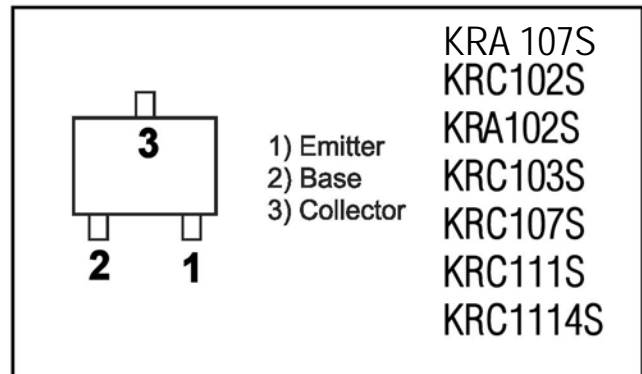 3
2 1
1) Emitter
2) Base
3) Collector
KRA 107S
KRC102S
KRA102S
KRC103S
KRC107S
KRC111S
KRC1114S